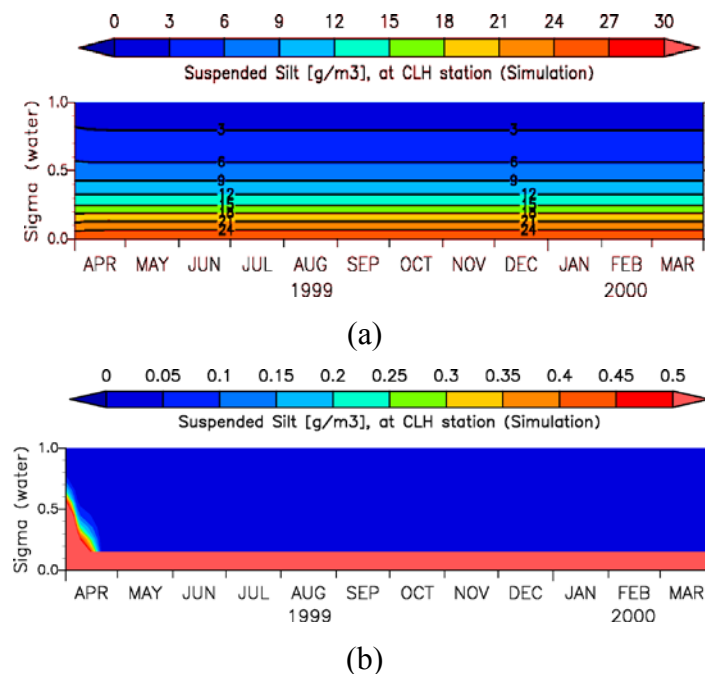 0 3 6 9 12 15 18 21 24 27 30
Suspended Silt [g/m3], at CLH station (Simulation)
1.0
Sigma (water)
0.5
0.0
3 3
6 6
9 9
12 12
15 15
18 18
21 21
24 24
APR MAY JUN JUL AUG SEP OCT NOV DEC JAN FEB MAR
1999 2000
(a)
0 0.05 0.1 0.15 0.2 0.25 0.3 0.35 0.4 0.45 0.5
Suspended Silt [g/m3], at CLH station (Simulation)
1.0
Sigma (water)
0.5
0.0
APR MAY JUN JUL AUG SEP OCT NOV DEC JAN FEB MAR
1999 2000
(b)